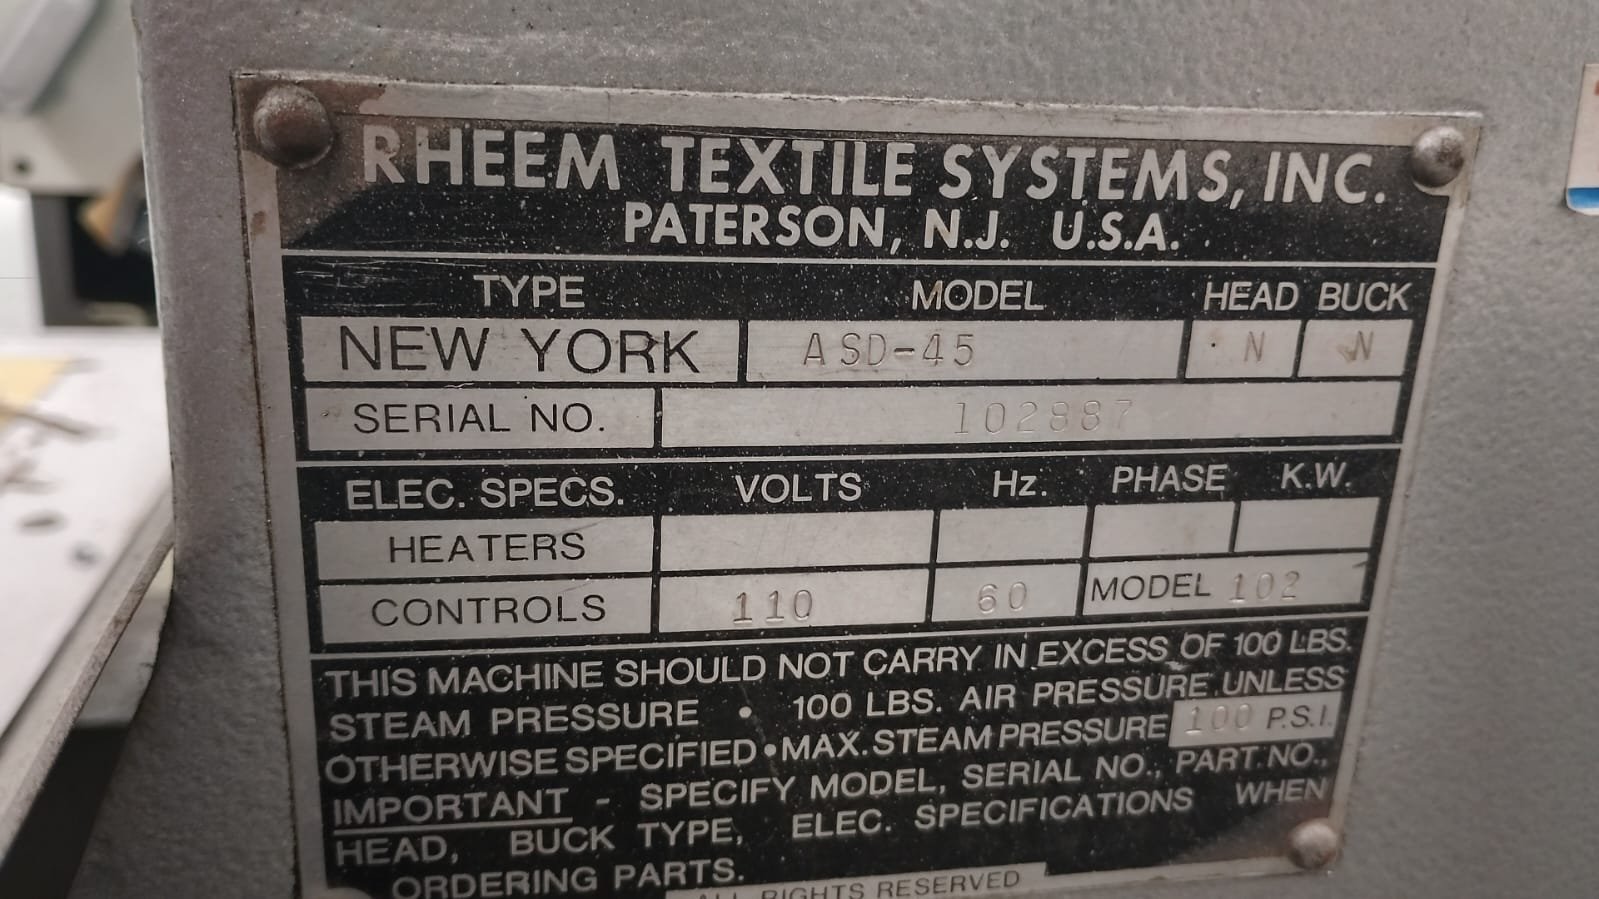 RHEEM TEXTILE SYSTEMS, INC.
PATERSON, N.J. U.S.A.
TYPE MODEL HEAD BUCK
NEW YORK ASD-45 N N
SERIAL NO. 102887
ELEC. SPECS. VOLTS Hz. PHASE K.W.
HEATERS
CONTROLS 110 60 MODEL 102
THIS MACHINE SHOULD NOT CARRY IN EXCESS OF 100 LBS.
STEAM PRESSURE • 100 LBS. AIR PRESSURE UNLESS
OTHERWISE SPECIFIED • MAX. STEAM PRESSURE 100 P.S.I.
IMPORTANT - SPECIFY MODEL, SERIAL NO., PART NO.,
HEAD, BUCK TYPE, ELEC. SPECIFICATIONS WHEN
ORDERING PARTS.
ALL RIGHTS RESERVED